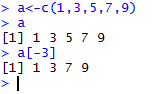 > a<-c(1,3,5,7,9)
> a
[1] 1 3 5 7 9
> a[-3]
[1] 1 3 7 9
>